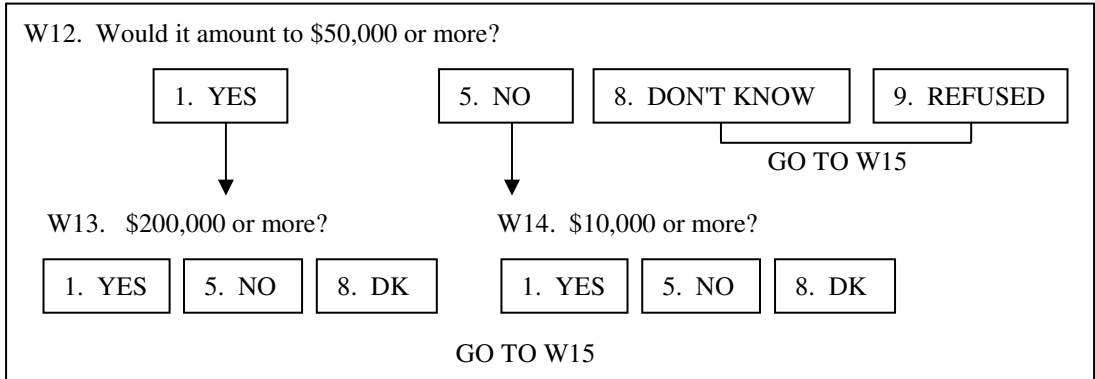 W12. Would it amount to $50,000 or more?
1. YES 5. NO 8. DON'T KNOW 9. REFUSED
GO TO W15
W13. $200,000 or more? W14. $10,000 or more?
1. YES 5. NO 8. DK 1. YES 5. NO 8. DK
GO TO W15